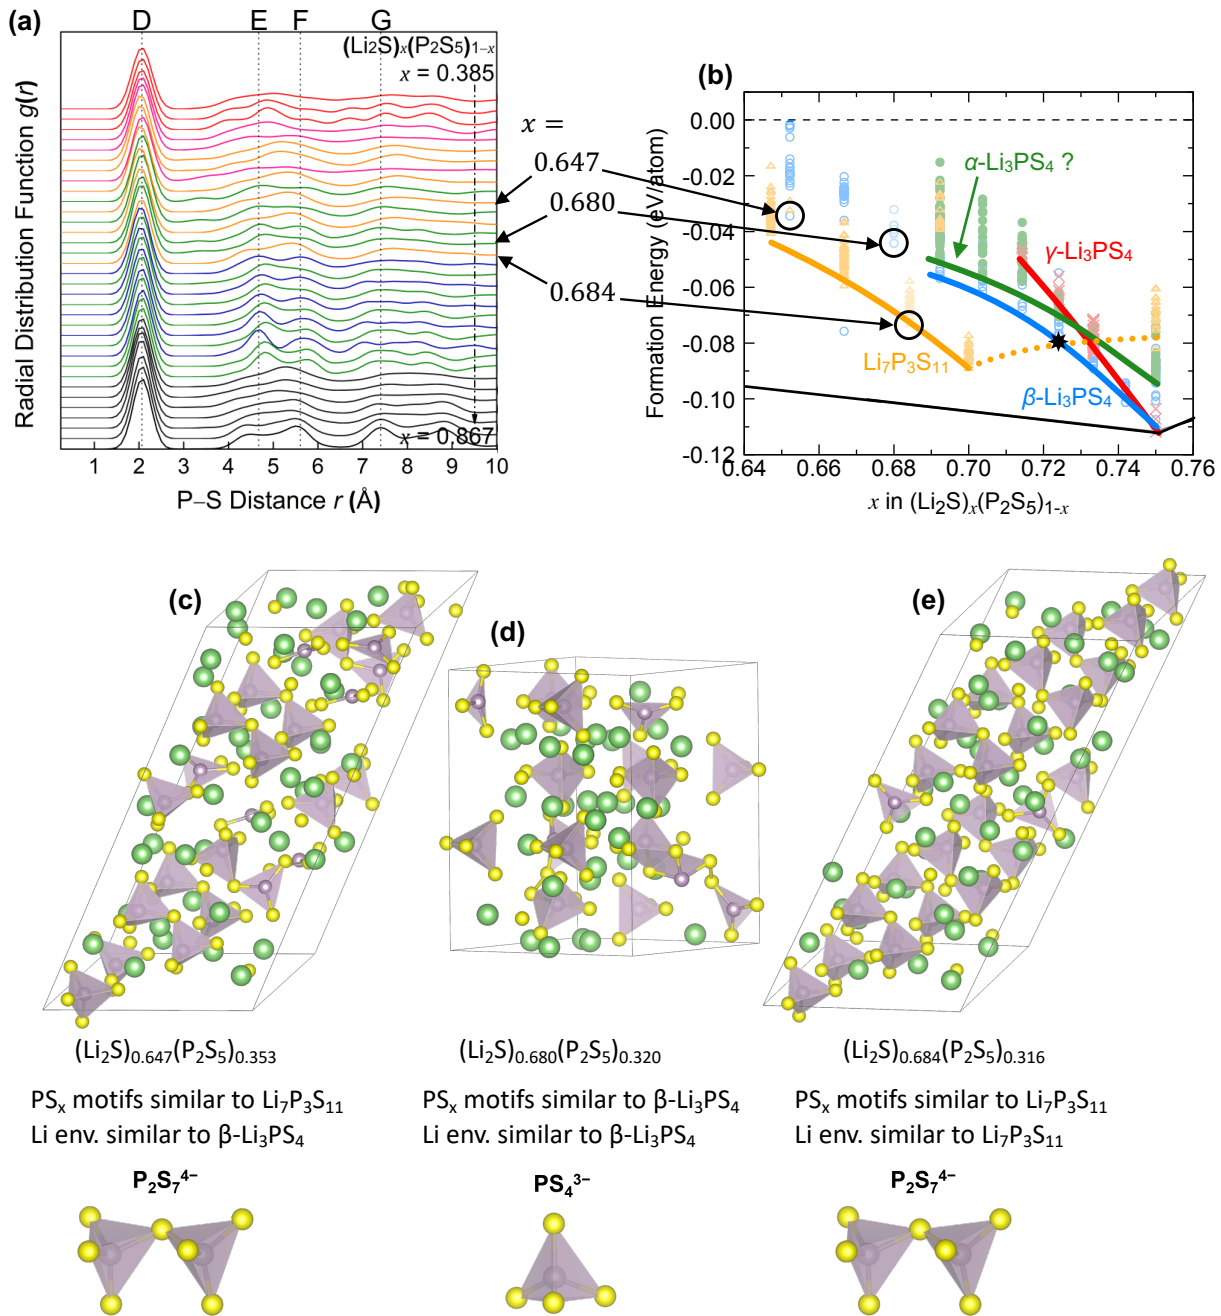 (a)
D E F G
(Li2S)x(P2S5)1−x
x = 0.385
x = 0.867
Radial Distribution Function g(r)
1 2 3 4 5 6 7 8 9 10
P–S Distance r (Å)
x =
0.647
0.680
0.684
(b)
0.00
-0.02
-0.04
-0.06
-0.08
-0.10
-0.12
Formation Energy (eV/atom)
α-Li3PS4 ?
γ-Li3PS4
Li7P3S11
β-Li3PS4
0.64 0.66 0.68 0.70 0.72 0.74 0.76
x in (Li2S)x(P2S5)1-x
(c)
(d)
(e)
(Li2S)0.647(P2S5)0.353
PSx motifs similar to Li7P3S11
Li env. similar to β-Li3PS4
P2S7⁴⁻
(Li2S)0.680(P2S5)0.320
PSx motifs similar to β-Li3PS4
Li env. similar to β-Li3PS4
PS4³⁻
(Li2S)0.684(P2S5)0.316
PSx motifs similar to Li7P3S11
Li env. similar to Li7P3S11
P2S7⁴⁻